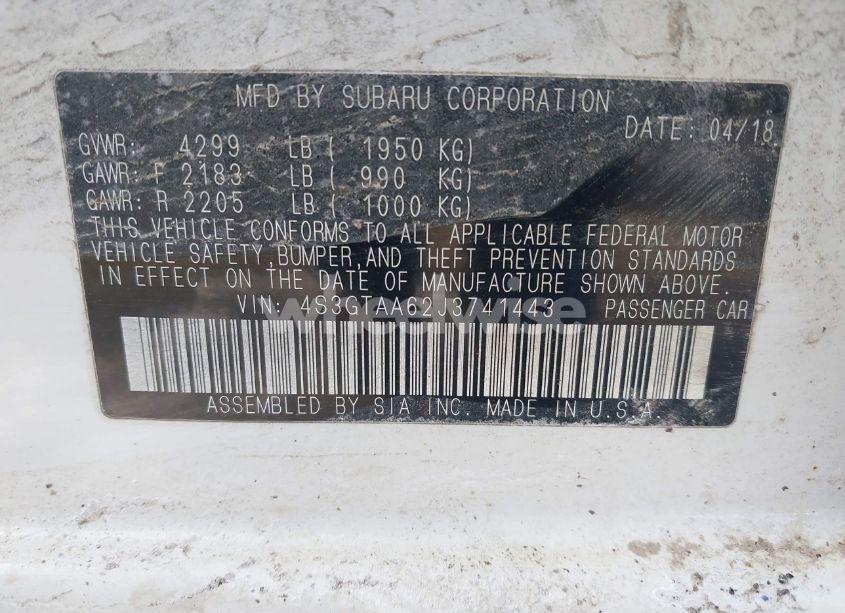 MFD BY SUBARU CORPORATION
DATE: 04/18
GVWR: 4299 LB ( 1950 KG)
GAWR: F 2183 LB ( 990 KG)
GAWR: R 2205 LB ( 1000 KG)
THIS VEHICLE CONFORMS TO ALL APPLICABLE FEDERAL MOTOR
VEHICLE SAFETY,BUMPER,AND THEFT PREVENTION STANDARDS
IN EFFECT ON THE DATE OF MANUFACTURE SHOWN ABOVE.
VIN: 4S3GTAA62J3741443 PASSENGER CAR
wheelwise
ASSEMBLED BY SIA INC. MADE IN U.S.A.